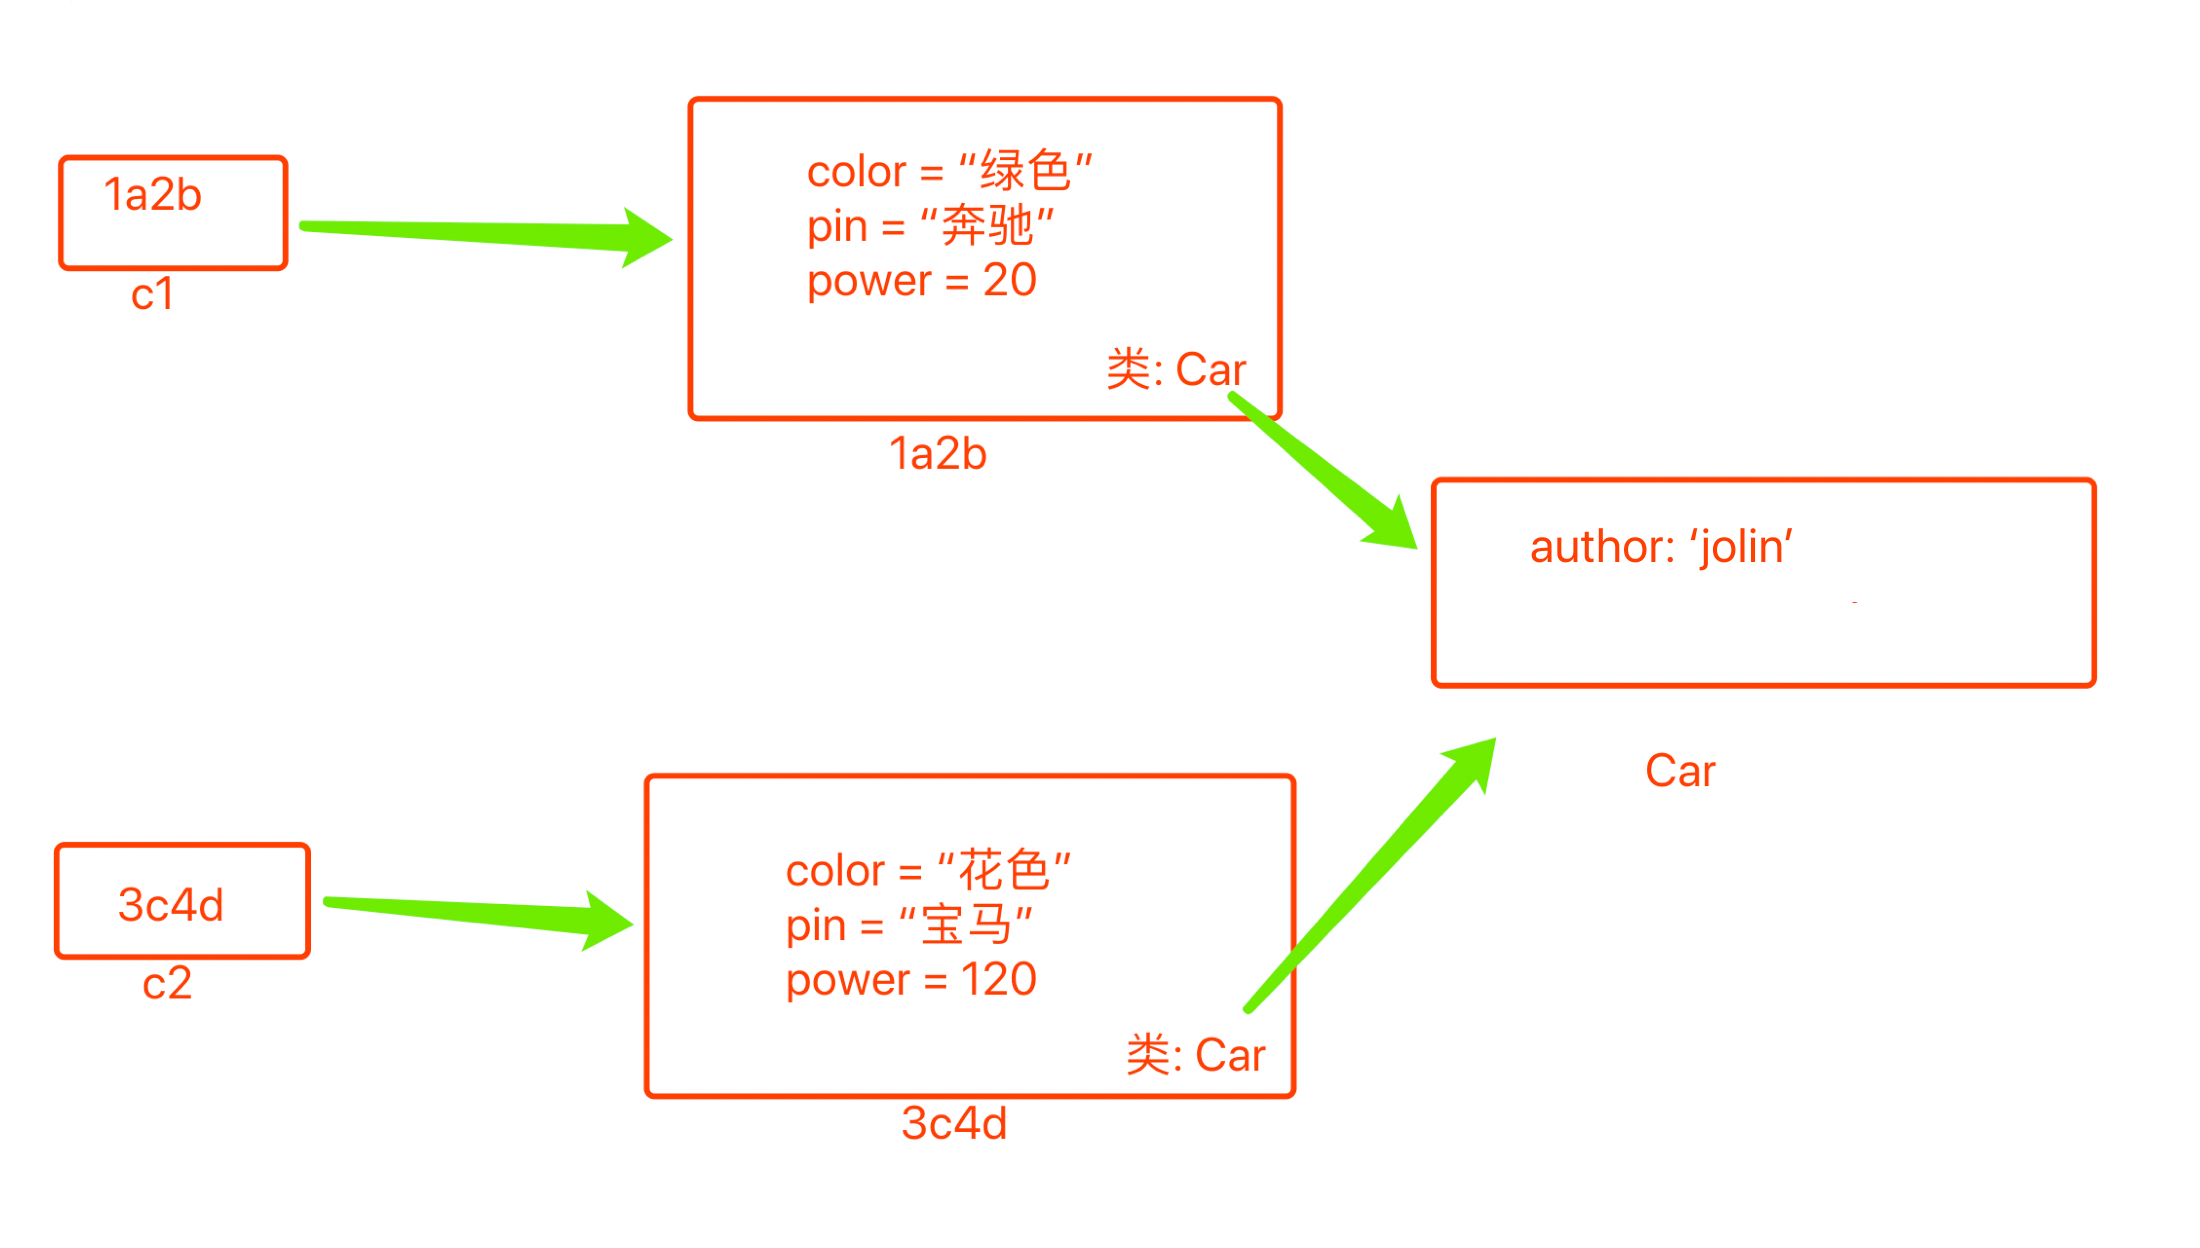 1a2b
c1
color = “绿色”
pin = “奔驰”
power = 20
类: Car
1a2b
author: ‘jolin’
Car
3c4d
c2
color = “花色”
pin = “宝马”
power = 120
类: Car
3c4d